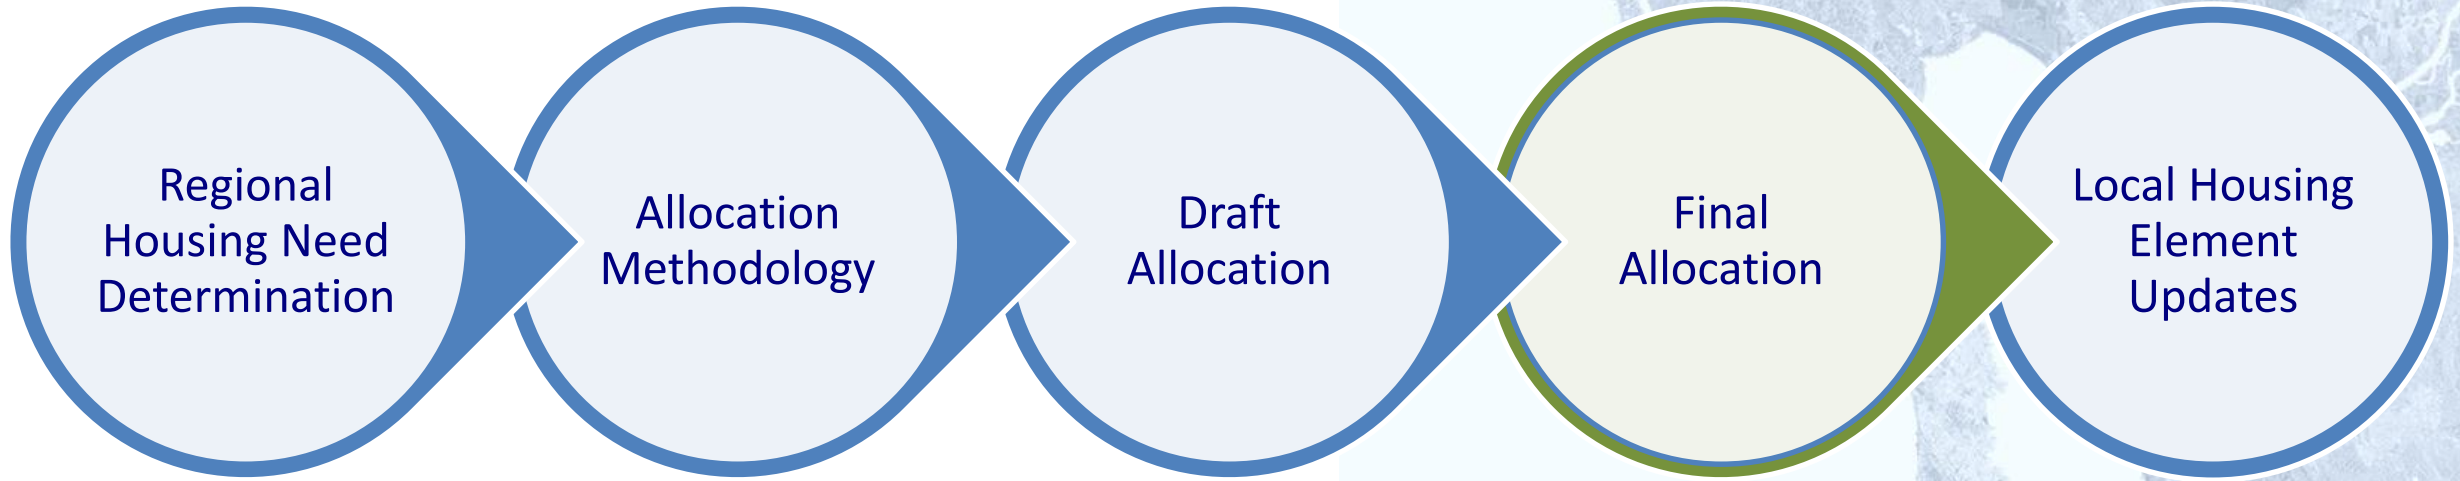 Regional
Housing Need
Determination
Allocation
Methodology
Draft
Allocation
Final
Allocation
Local Housing
Element
Updates